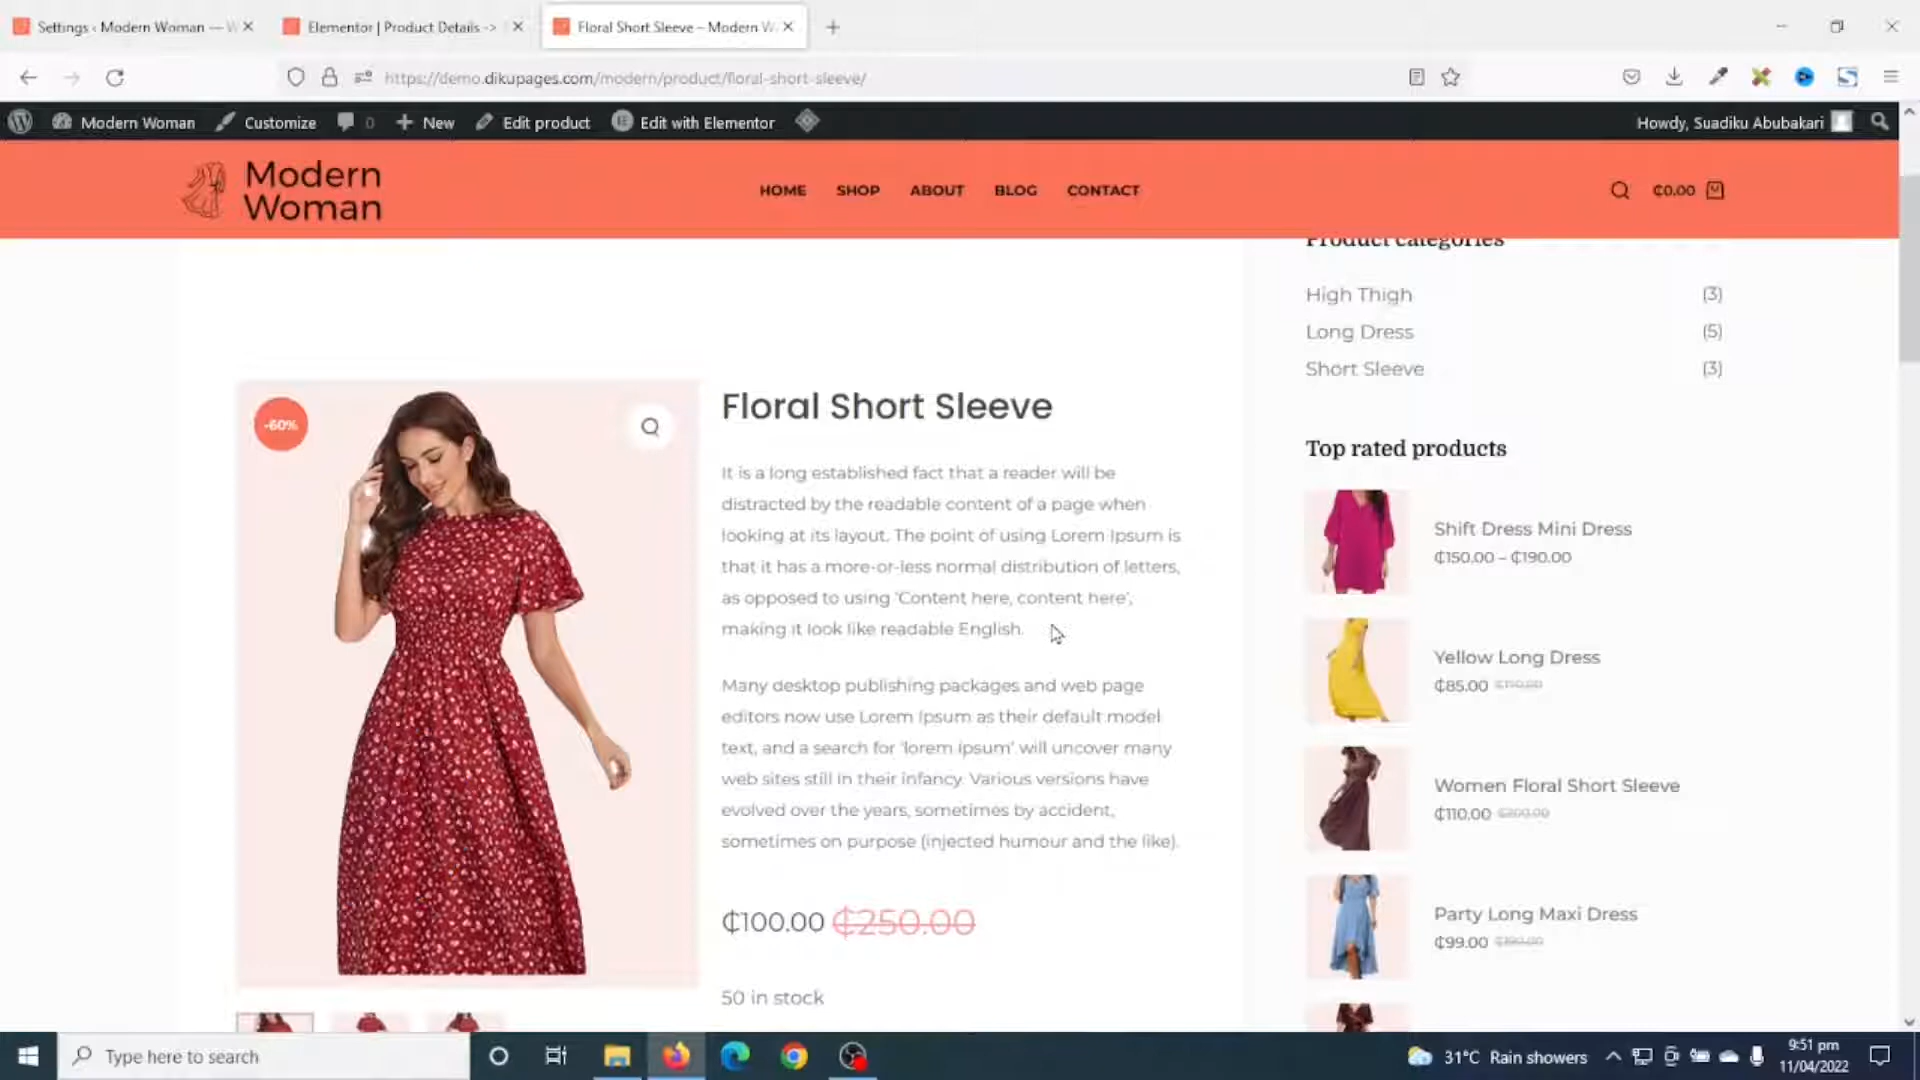 Settings ‹ Modern Woman — W
Elementor | Product Details ->
Floral Short Sleeve – Modern W
https://demo.dikupages.com/modern/product/floral-short-sleeve/
Modern Woman
Customize
0
New
Edit product
Edit with Elementor
Howdy, Suadiku Abubakari
Modern
Woman
HOME
SHOP
ABOUT
BLOG
CONTACT
₵0.00
Product categories
High Thigh (3)
Long Dress (5)
Short Sleeve (3)
-60%
Floral Short Sleeve
It is a long established fact that a reader will be
distracted by the readable content of a page when
looking at its layout. The point of using Lorem Ipsum is
that it has a more-or-less normal distribution of letters,
as opposed to using 'Content here, content here',
making it look like readable English.
Many desktop publishing packages and web page
editors now use Lorem Ipsum as their default model
text, and a search for 'lorem ipsum' will uncover many
web sites still in their infancy. Various versions have
evolved over the years, sometimes by accident,
sometimes on purpose (injected humour and the like).
₵100.00 ₵250.00
50 in stock
Top rated products
Shift Dress Mini Dress
₵150.00 – ₵190.00
Yellow Long Dress
₵85.00
Women Floral Short Sleeve
₵110.00 ₵200.00
Party Long Maxi Dress
₵99.00
Type here to search
31°C Rain showers
9:51 pm
11/04/2022